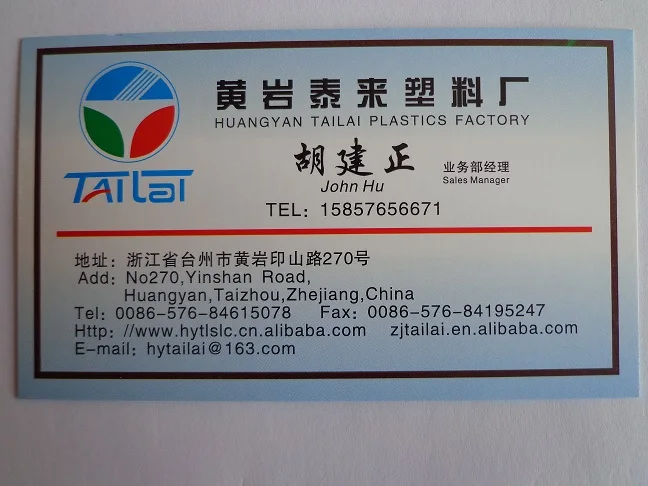 黄岩泰来塑料厂
HUANGYAN TAILAI PLASTICS FACTORY
TAILaI
胡建正 业务部经理
John Hu Sales Manager
TEL: 15857656671
地址: 浙江省台州市黄岩印山路270号
Add: No270,Yinshan Road,
Huangyan,Taizhou,Zhejiang,China
Tel: 0086-576-84615078 Fax: 0086-576-84195247
Http: //www.hytlslc.cn.alibaba.com zjtailai.en.alibaba.com
E-mail: hytailai@163.com